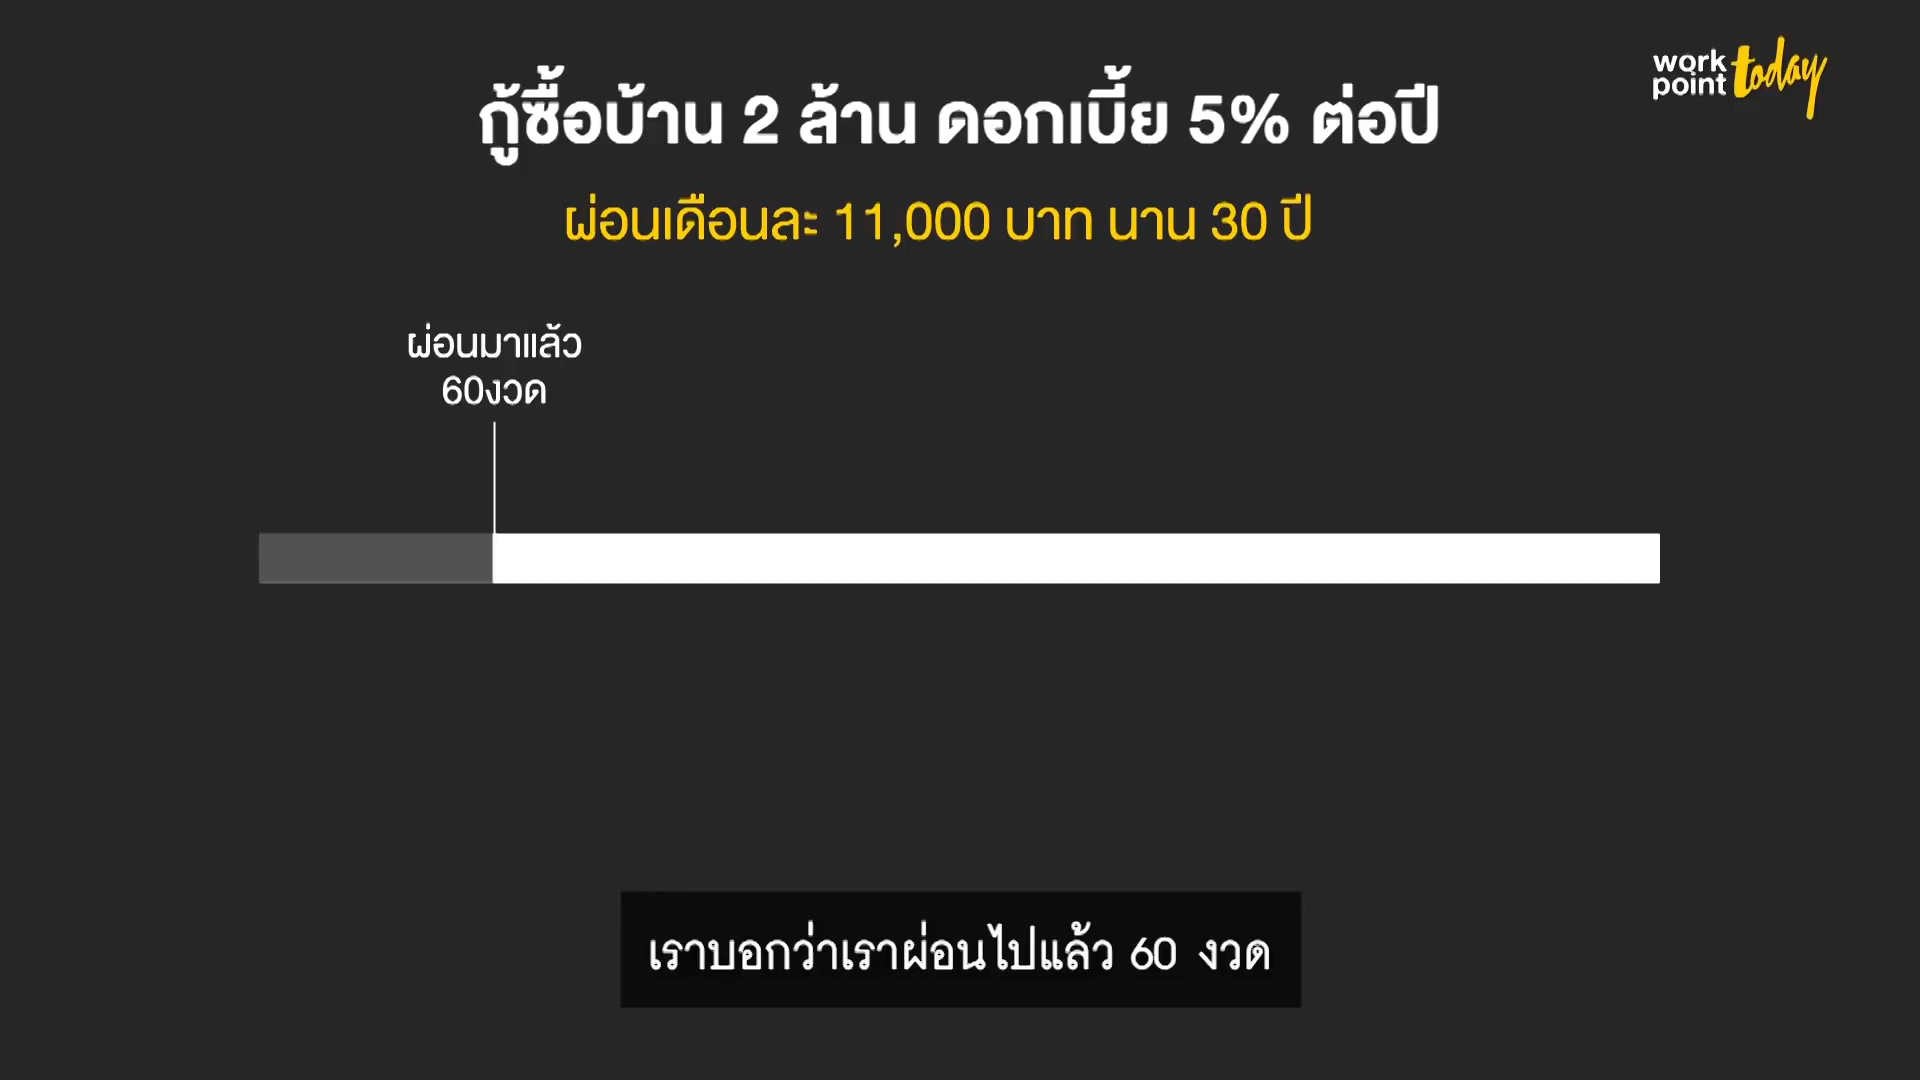 work
point today
กู้ซื้อบ้าน 2 ล้าน ดอกเบี้ย 5% ต่อปี
ผ่อนเดือนละ 11,000 บาท นาน 30 ปี
ผ่อนมาแล้ว
60งวด
เราบอกว่าเราผ่อนไปแล้ว 60 งวด